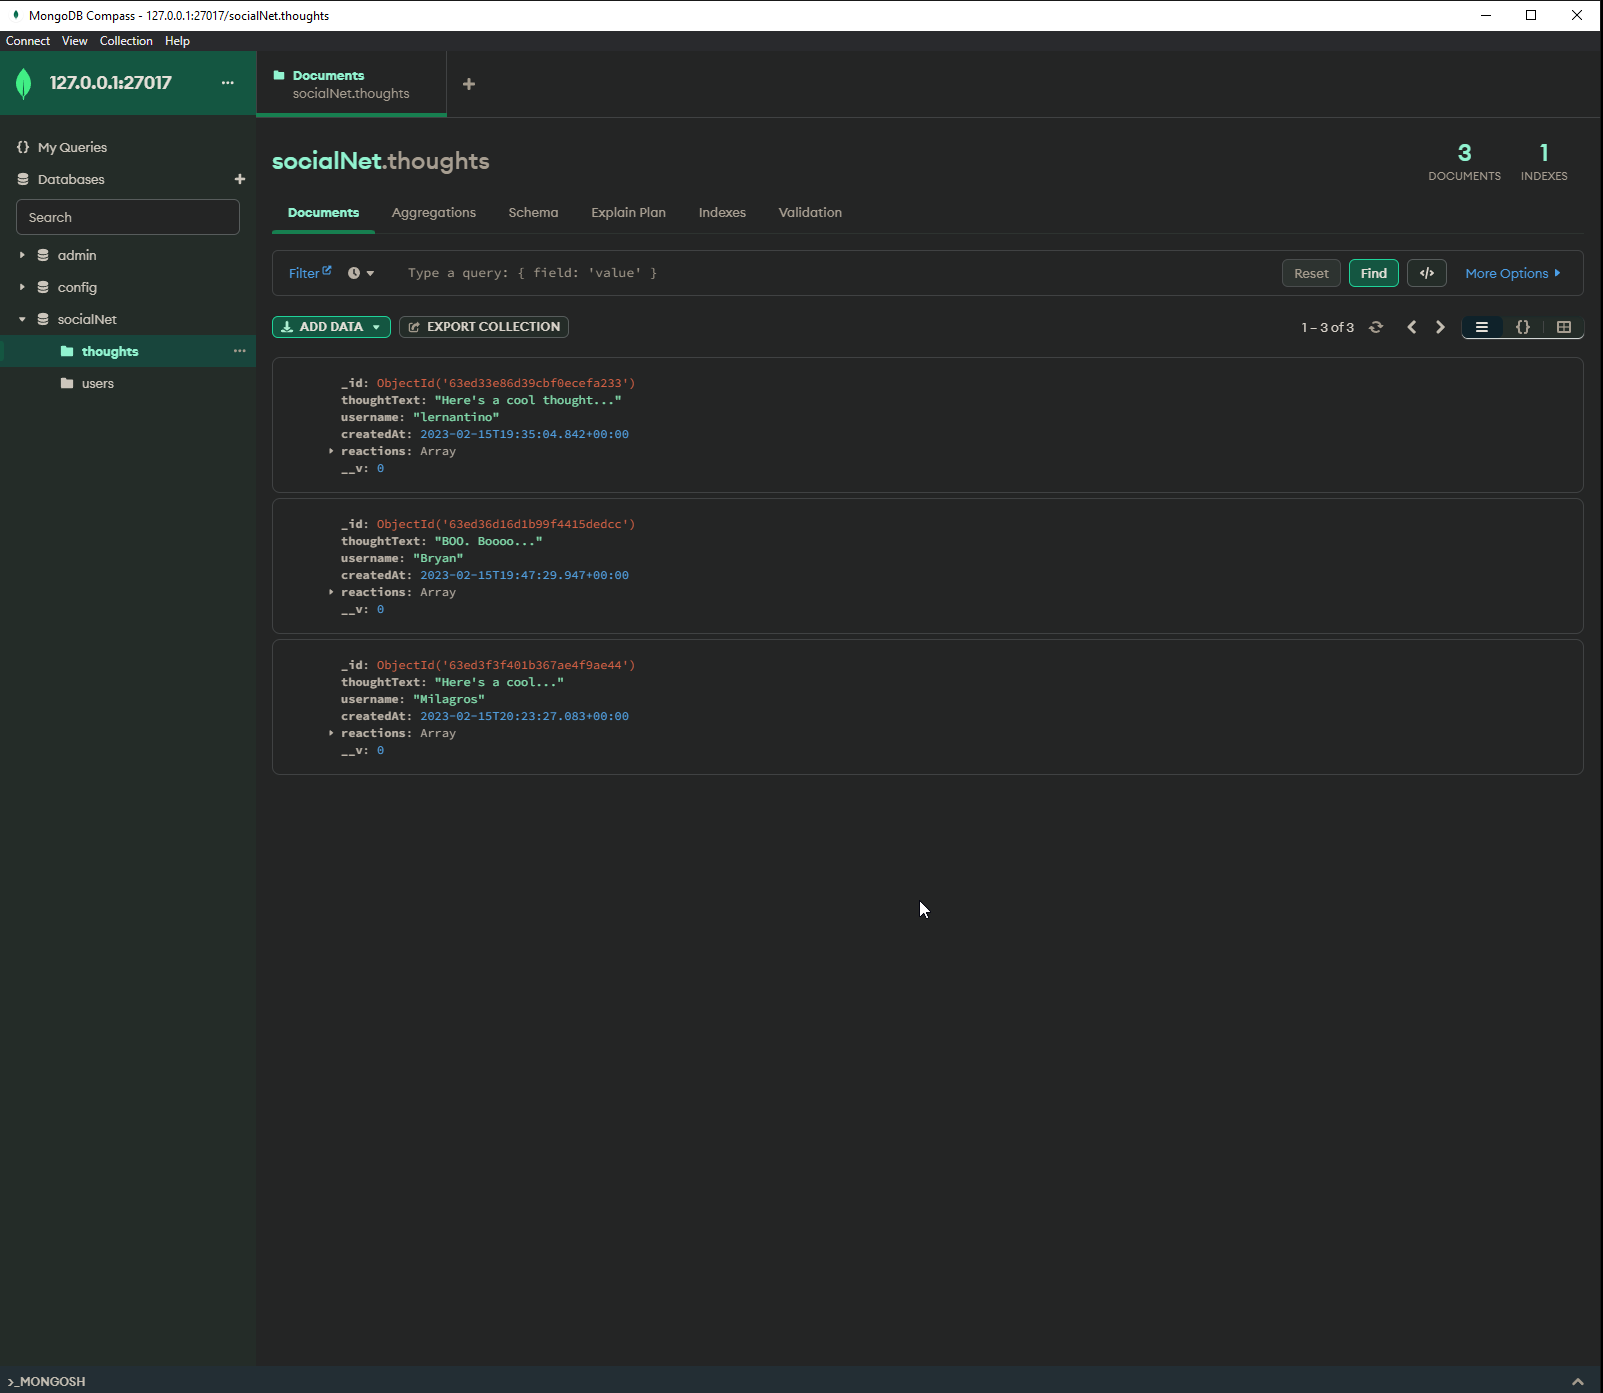 MongoDB Compass - 127.0.0.1:27017/socialNet.thoughts
Connect View Collection Help
127.0.0.1:27017
Documents
socialNet.thoughts
My Queries
Databases
Search
admin
config
socialNet
thoughts
users
socialNet.thoughts
3
DOCUMENTS
1
INDEXES
Documents Aggregations Schema Explain Plan Indexes Validation
Filter Type a query: { field: 'value' } Reset Find </> More Options
ADD DATA EXPORT COLLECTION 1 – 3 of 3 {}
_id: ObjectId('63ed33e86d39cbf0ecefa233')
thoughtText: "Here's a cool thought..."
username: "lernantino"
createdAt: 2023-02-15T19:35:04.842+00:00
reactions: Array
__v: 0
_id: ObjectId('63ed36d16d1b99f4415dedcc')
thoughtText: "BOO. Boooo..."
username: "Bryan"
createdAt: 2023-02-15T19:47:29.947+00:00
reactions: Array
__v: 0
_id: ObjectId('63ed3f3f401b367ae4f9ae44')
thoughtText: "Here's a cool..."
username: "Milagros"
createdAt: 2023-02-15T20:23:27.083+00:00
reactions: Array
__v: 0
>_MONGOSH